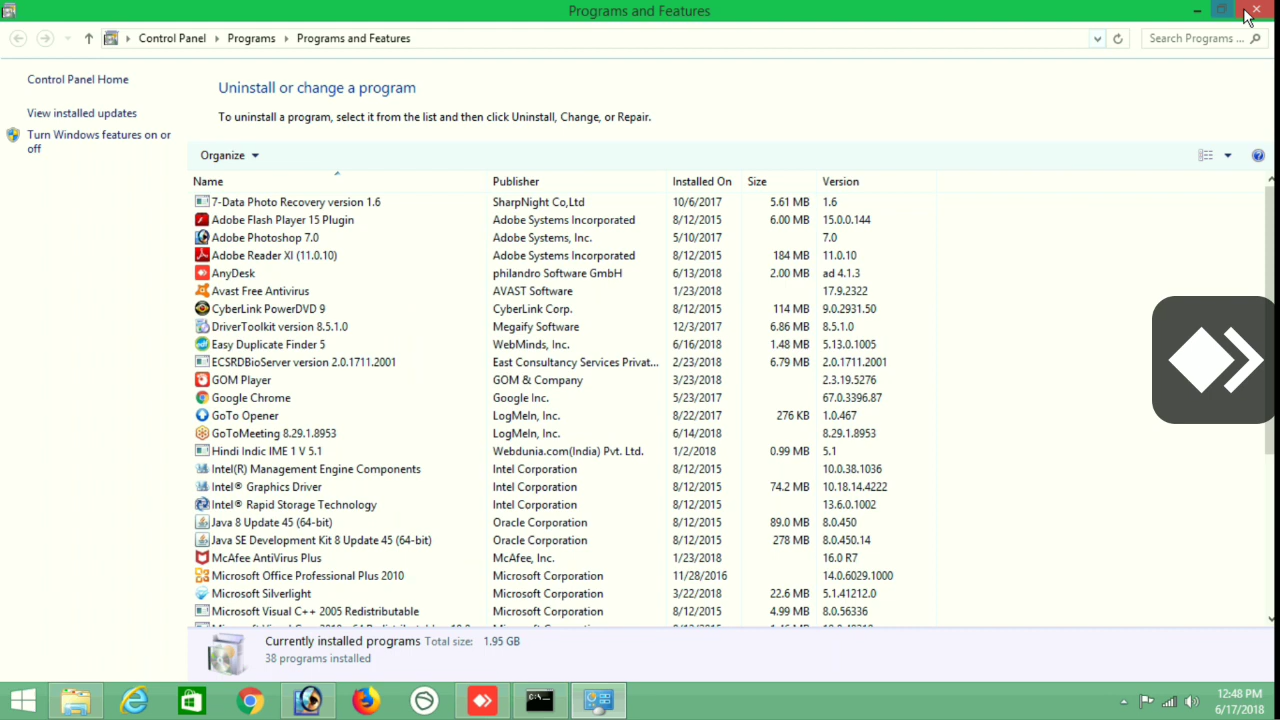 Programs and Features
Control Panel Programs Programs and Features
Search Programs ...
Control Panel Home
View installed updates
Turn Windows features on or
off
Uninstall or change a program
To uninstall a program, select it from the list and then click Uninstall, Change, or Repair.
Organize
Name Publisher Installed On Size Version
7-Data Photo Recovery version 1.6 SharpNight Co,Ltd 10/6/2017 5.61 MB 1.6
Adobe Flash Player 15 Plugin Adobe Systems Incorporated 8/12/2015 6.00 MB 15.0.0.144
Adobe Photoshop 7.0 Adobe Systems, Inc. 5/10/2017 7.0
Adobe Reader XI (11.0.10) Adobe Systems Incorporated 8/12/2015 184 MB 11.0.10
AnyDesk philandro Software GmbH 6/13/2018 2.00 MB ad 4.1.3
Avast Free Antivirus AVAST Software 1/23/2018 17.9.2322
CyberLink PowerDVD 9 CyberLink Corp. 8/12/2015 114 MB 9.0.2931.50
DriverToolkit version 8.5.1.0 Megaify Software 12/3/2017 6.86 MB 8.5.1.0
Easy Duplicate Finder 5 WebMinds, Inc. 6/16/2018 1.48 MB 5.13.0.1005
ECSRDBioServer version 2.0.1711.2001 East Consultancy Services Privat... 2/23/2018 6.79 MB 2.0.1711.2001
GOM Player GOM & Company 3/23/2018 2.3.19.5276
Google Chrome Google Inc. 5/23/2017 67.0.3396.87
GoTo Opener LogMeIn, Inc. 8/22/2017 276 KB 1.0.467
GoToMeeting 8.29.1.8953 LogMeIn, Inc. 6/14/2018 8.29.1.8953
Hindi Indic IME 1 V 5.1 Webdunia.com(India) Pvt. Ltd. 1/2/2018 0.99 MB 5.1
Intel(R) Management Engine Components Intel Corporation 8/12/2015 10.0.38.1036
Intel® Graphics Driver Intel Corporation 8/12/2015 74.2 MB 10.18.14.4222
Intel® Rapid Storage Technology Intel Corporation 8/12/2015 13.6.0.1002
Java 8 Update 45 (64-bit) Oracle Corporation 8/12/2015 89.0 MB 8.0.450
Java SE Development Kit 8 Update 45 (64-bit) Oracle Corporation 8/12/2015 278 MB 8.0.450.14
McAfee AntiVirus Plus McAfee, Inc. 1/23/2018 16.0 R7
Microsoft Office Professional Plus 2010 Microsoft Corporation 11/28/2016 14.0.6029.1000
Microsoft Silverlight Microsoft Corporation 3/22/2018 22.6 MB 5.1.41212.0
Microsoft Visual C++ 2005 Redistributable Microsoft Corporation 8/12/2015 4.99 MB 8.0.56336
Currently installed programs Total size: 1.95 GB
38 programs installed
12:48 PM
6/17/2018